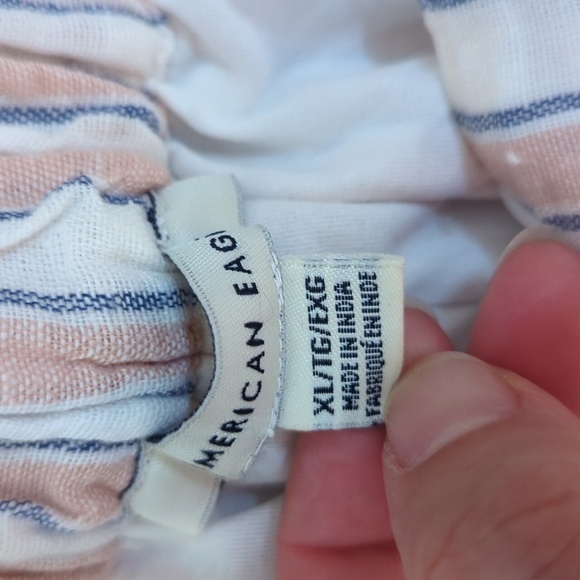 MERICAN EAG
XL/TG/EXG
MADE IN INDIA
FABRIQUÉ EN INDE